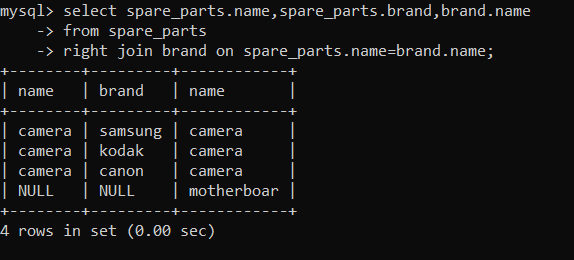 mysql> select spare_parts.name,spare_parts.brand,brand.name
    -> from spare_parts
    -> right join brand on spare_parts.name=brand.name;
+--------+---------+------------+
| name   | brand   | name       |
+--------+---------+------------+
| camera | samsung | camera     |
| camera | kodak   | camera     |
| camera | canon   | camera     |
| NULL   | NULL    | motherboar |
+--------+---------+------------+
4 rows in set (0.00 sec)